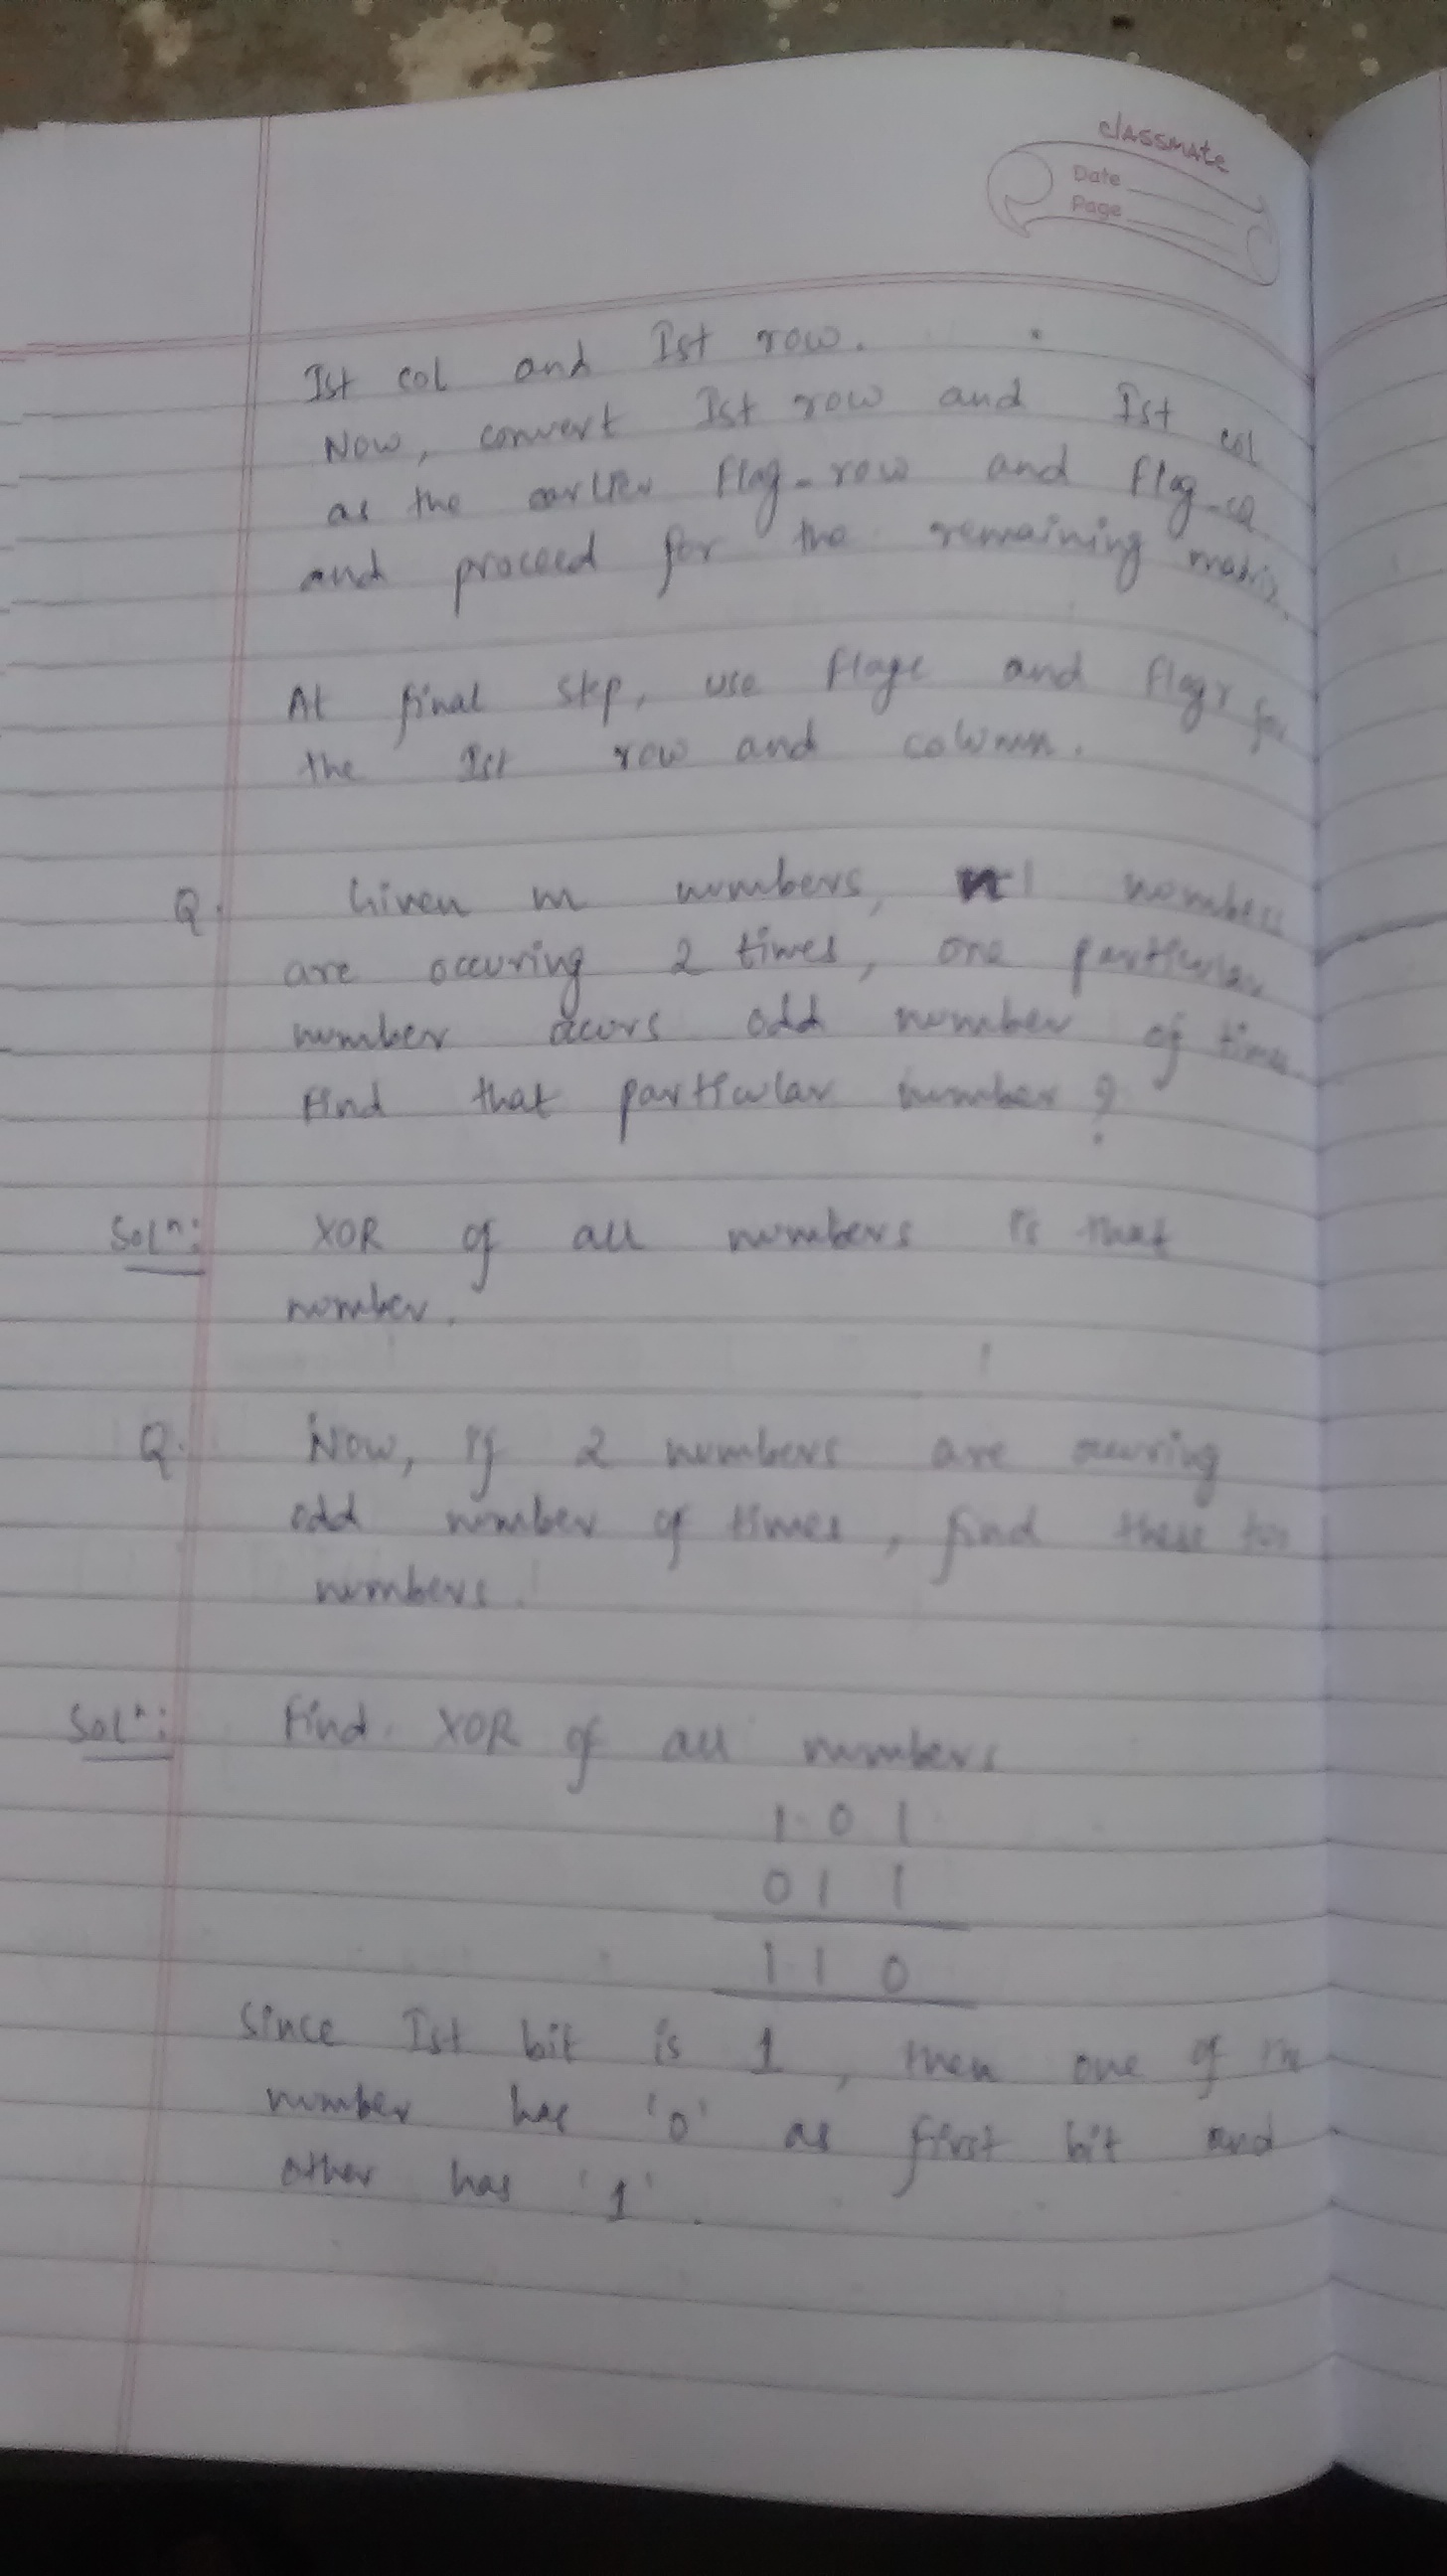 classmate
Date
Page
Ist col and Ist row.
Now, convert Ist row and Ist col
as the earlier flag-row and flag-co
and proceed for the remaining matrix.
At final step, use flagc and flagr for
the Ist row and column.
Q. Given m numbers, numbers
are occuring 2 times, one particular
number occurs odd number of times
Find that particular number ?
Solⁿ: XOR of all numbers is that
number.
Q. Now, if 2 numbers are occuring
odd number of times, find these two
numbers.
Solⁿ: Find XOR of all numbers
1 0 1
0 1 1
1 1 0
Since Ist bit is 1, then one of the
number has '0' as first bit and
other has '1'.